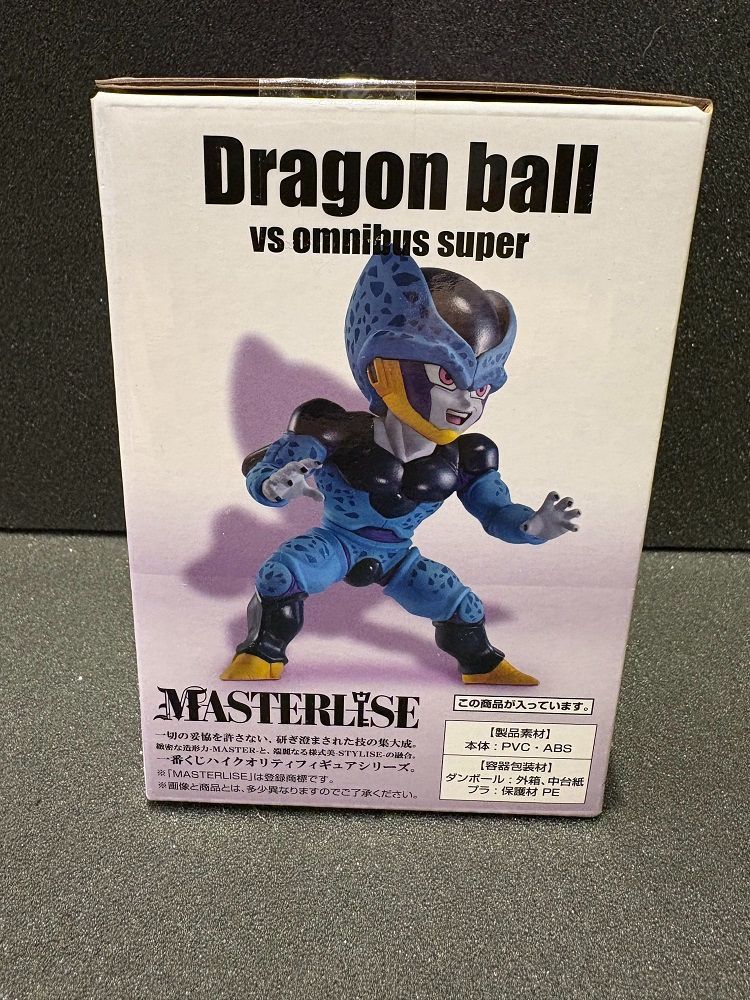 Dragon ball
vs omnibus super
MASTERLISE
一切の妥協を許さない、研ぎ澄まされた技の集大成。
緻密な造形力-MASTER-と、端麗なる様式美-STYLISE-の融合。
一番くじハイクオリティフィギュアシリーズ。
※「MASTERLISE」は登録商標です。
※画像と商品とは、多少異なりますのでご了承ください。
この商品が入っています。
【製品素材】
本体：PVC・ABS
【容器包装材】
ダンボール：外箱、中台紙
プラ：保護材 PE